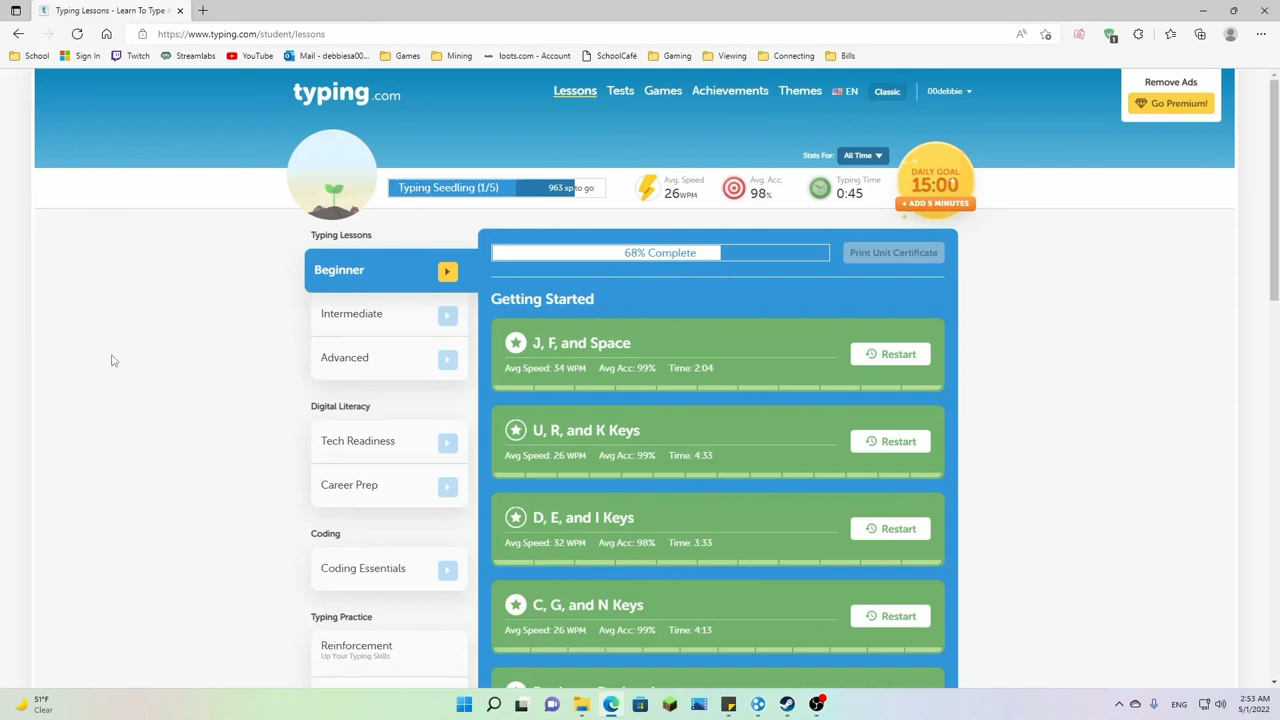 Typing Lessons - Learn To Type
https://www.typing.com/student/lessons
School
Sign In
Twitch
Streamlabs
YouTube
Mail - debbiesa00...
Games
Mining
loots.com - Account
SchoolCafé
Gaming
Viewing
Connecting
Bills
typing.com
Lessons
Tests
Games
Achievements
Themes
EN
Classic
00debbie
Remove Ads
Go Premium!
Stats For:
All Time
Typing Seedling (1/5)
963 xp to go
Avg. Speed
26WPM
Avg. Acc.
98%
Typing Time
0:45
DAILY GOAL
15:00
+ ADD 5 MINUTES
Typing Lessons
Beginner
Intermediate
Advanced
Digital Literacy
Tech Readiness
Career Prep
Coding
Coding Essentials
Typing Practice
Reinforcement
Up Your Typing Skills
68% Complete
Print Unit Certificate
Getting Started
J, F, and Space
Avg Speed: 34 WPM Avg Acc: 99% Time: 2:04
Restart
U, R, and K Keys
Avg Speed: 26 WPM Avg Acc: 99% Time: 4:33
Restart
D, E, and I Keys
Avg Speed: 32 WPM Avg Acc: 98% Time: 3:33
Restart
C, G, and N Keys
Avg Speed: 26 WPM Avg Acc: 99% Time: 4:13
Restart
51°F
Clear
ENG
2:53 AM
5/1/2022